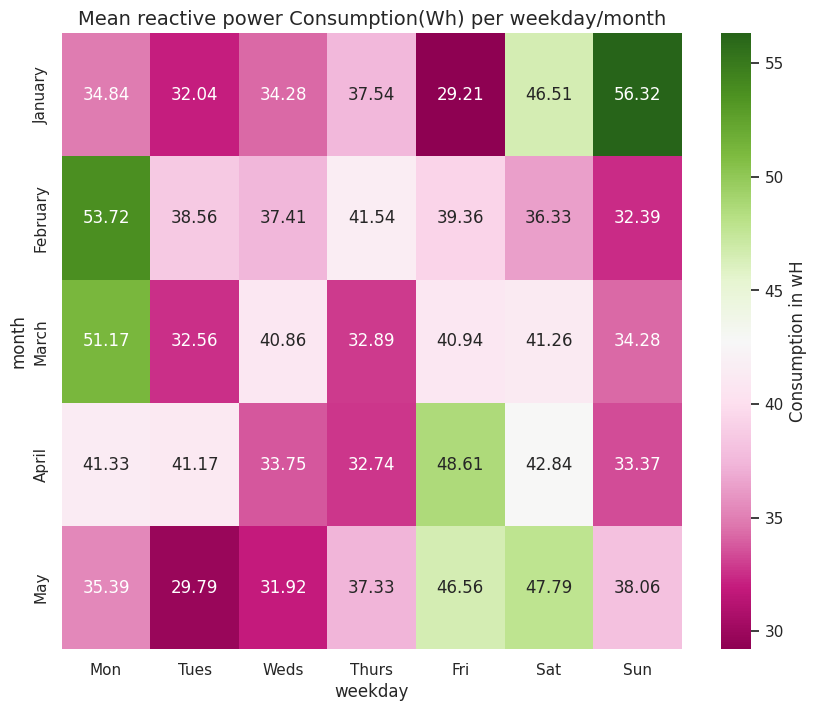 Mean reactive power Consumption(Wh) per weekday/month
month
January
34.84 32.04 34.28 37.54 29.21 46.51 56.32
February
53.72 38.56 37.41 41.54 39.36 36.33 32.39
March
51.17 32.56 40.86 32.89 40.94 41.26 34.28
April
41.33 41.17 33.75 32.74 48.61 42.84 33.37
May
35.39 29.79 31.92 37.33 46.56 47.79 38.06
Mon Tues Weds Thurs Fri Sat Sun
weekday
55
50
45
40
35
30
Consumption in wH